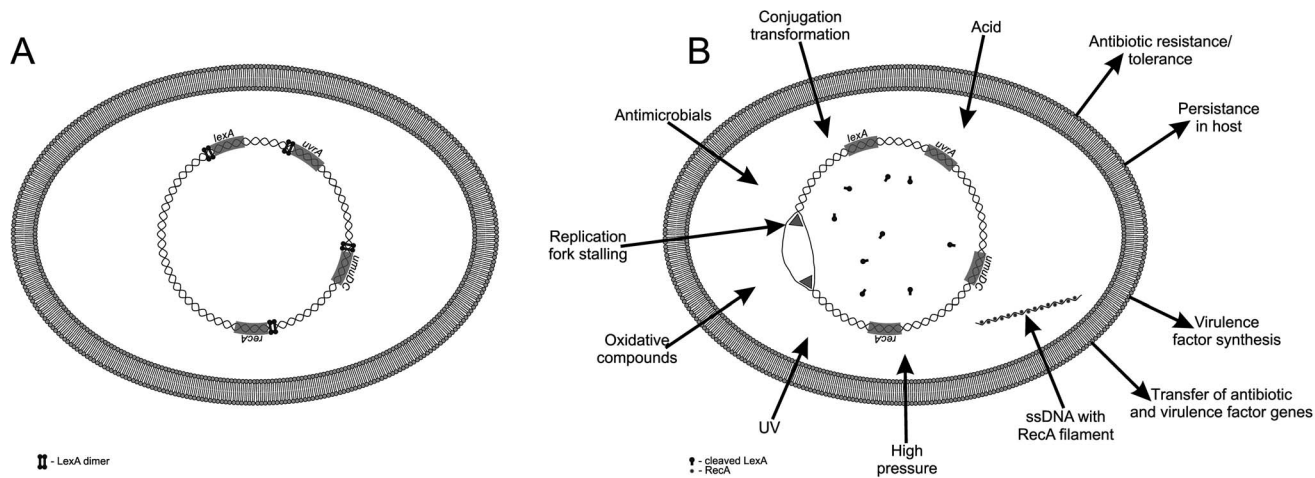 A
lexA
uvrA
umuDC
recA
- LexA dimer
B
Conjugation
transformation
Acid
Antibiotic resistance/
tolerance
Antimicrobials
Persistance
in host
lexA
uvrA
Replication
fork stalling
umuDC
recA
Oxidative
compounds
Virulence
factor synthesis
UV
High
pressure
ssDNA with
RecA filament
Transfer of antibiotic
and virulence factor genes
- cleaved LexA
- RecA